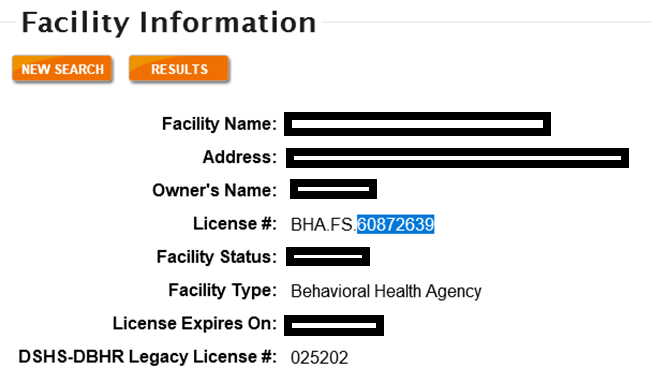 Facility Information
NEW SEARCH RESULTS
Facility Name:
Address:
Owner's Name:
License #: BHA.FS.60872639
Facility Status:
Facility Type: Behavioral Health Agency
License Expires On:
DSHS-DBHR Legacy License #: 025202